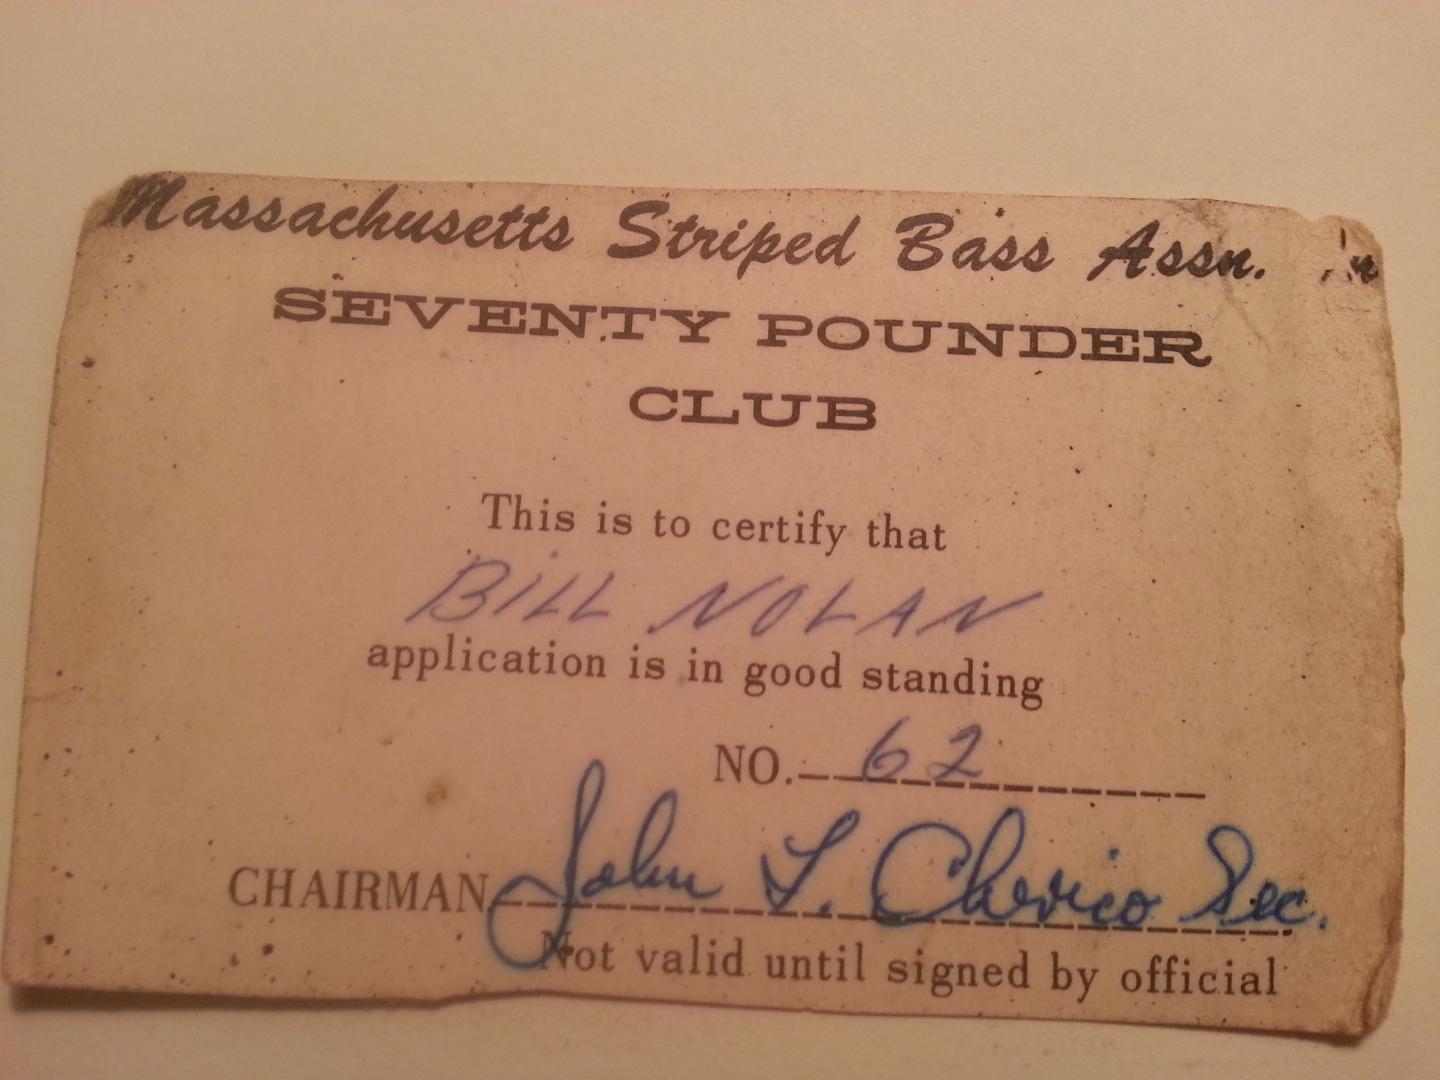 Massachusetts Striped Bass Assn.
SEVENTY POUNDER
CLUB
This is to certify that
BILL NOLAN
application is in good standing
NO. 62
CHAIRMAN John L. Chevico Sec.
Not valid until signed by official